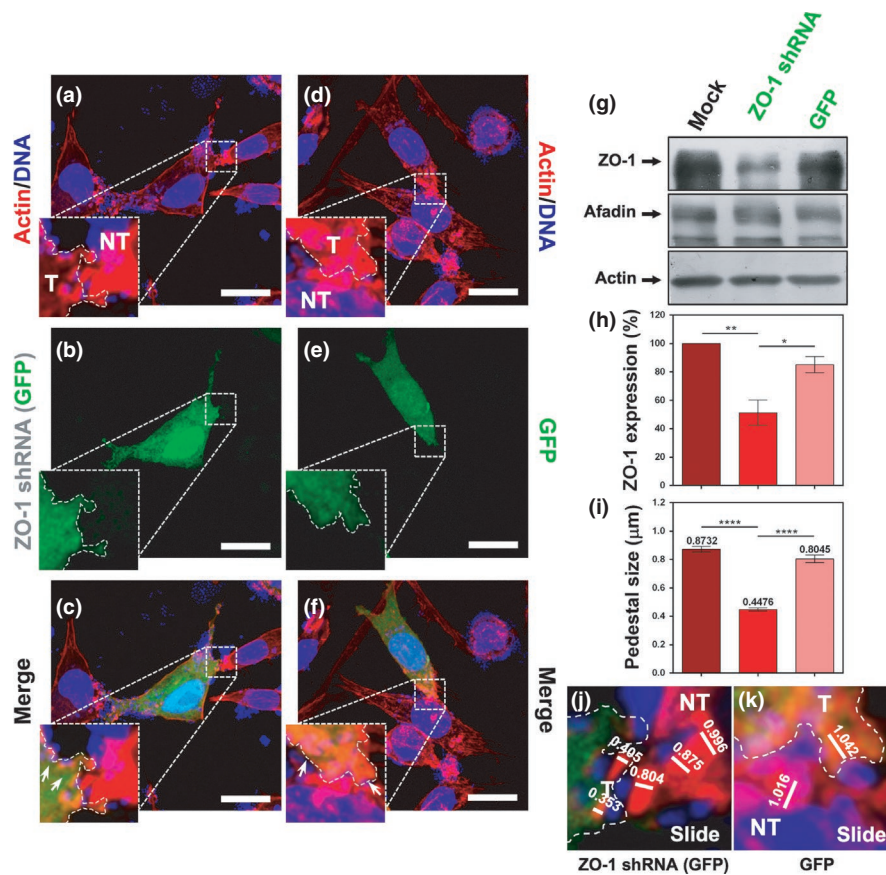 (a)
Actin/DNA
NT
T
(d)
T
NT
Actin/DNA
(b)
ZO-1 shRNA (GFP)
(e)
GFP
(c)
Merge
(f)
Merge
(g)
Mock
ZO-1 shRNA
GFP
ZO-1
Afadin
Actin
(h)
ZO-1 expression (%)
120
100
80
60
40
20
0
**
*
(i)
Pedestal size (μm)
1.2
1.0
0.8
0.6
0.4
0.2
0.0
****
****
0.8732
0.4476
0.8045
(j)
NT
0.996
0.875
0.804
0.405
T
0.353
Slide
ZO-1 shRNA (GFP)
(k)
T
1.042
1.016
NT
Slide
GFP